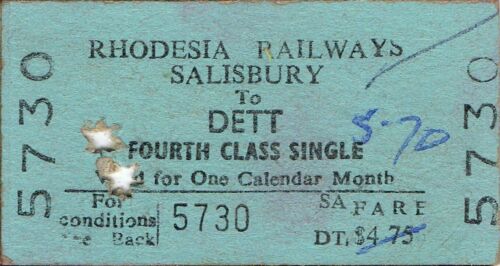 RHODESIA RAILWAYS
SALISBURY
To
DETT
5-70
FOURTH CLASS SINGLE
for One Calendar Month
For conditions
Back
5730
SA FARE
DT. $4-75
5730
5730